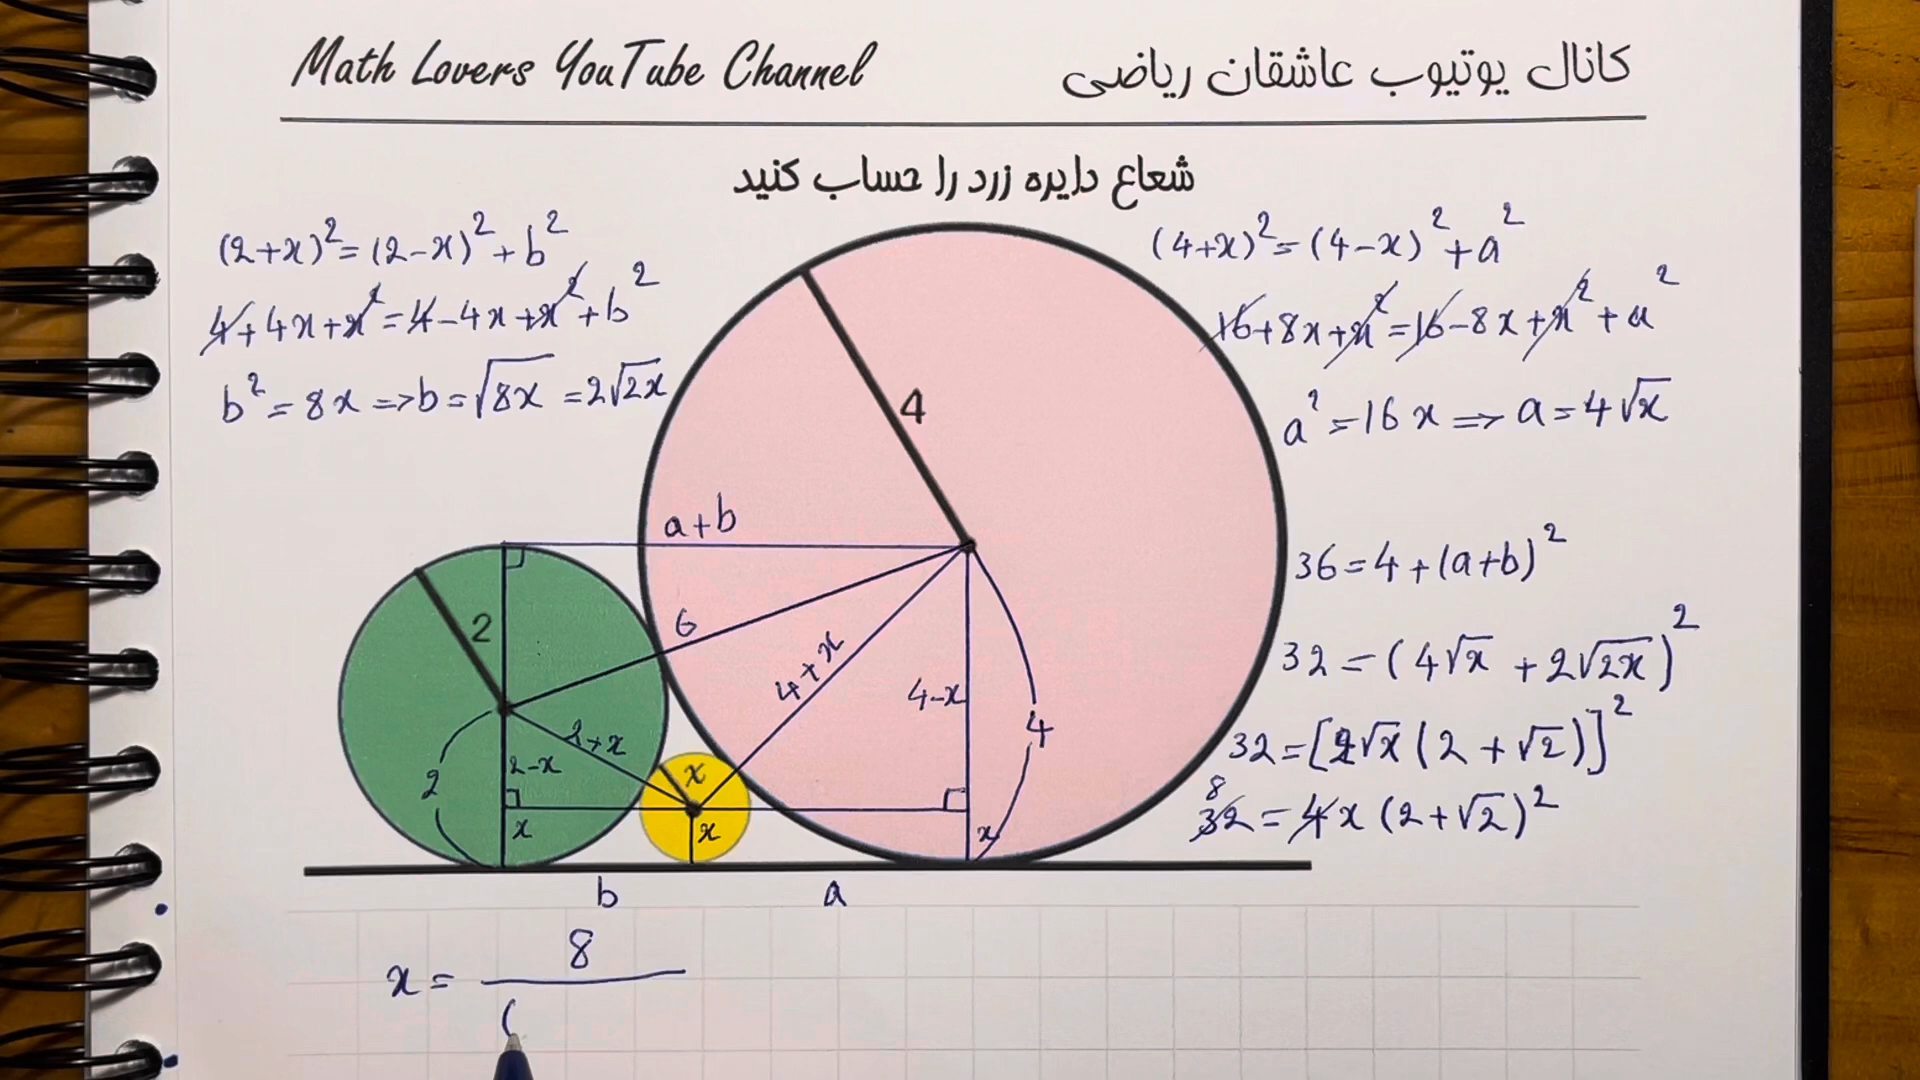 Math Lovers YouTube Channel
کانال یوتیوب عاشقان ریاضی
شعاع دایره زرد را حساب کنید
(2+x)²=(2-x)²+b²
4+4x+x²=4-4x+x²+b²
b²=8x=>b=√8x=2√2x
(4+x)²=(4-x)²+a²
16+8x+x²=16-8x+x²+a²
a²=16x=>a=4√x
4
a+b
36=4+(a+b)²
2
6
4+x
4-x
32=(4√x+2√2x)²
2+x
4
32=[2√x(2+√2)]²
2
2-x
x
8
32=4x(2+√2)²
x
x
x
b
a
x=8
(